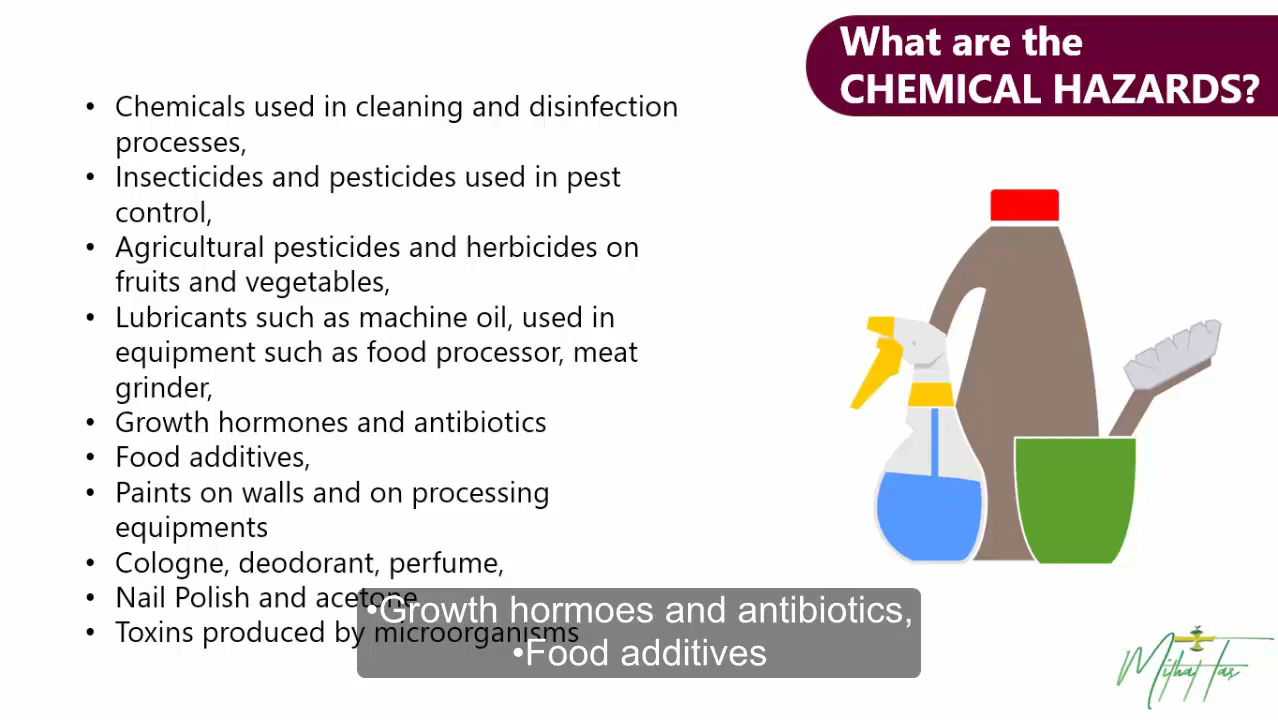 What are the
CHEMICAL HAZARDS?
• Chemicals used in cleaning and disinfection
processes,
• Insecticides and pesticides used in pest
control,
• Agricultural pesticides and herbicides on
fruits and vegetables,
• Lubricants such as machine oil, used in
equipment such as food processor, meat
grinder,
• Growth hormones and antibiotics
• Food additives,
• Paints on walls and on processing
equipments
• Cologne, deodorant, perfume,
• Nail Polish and acetone
• Toxins produced by microorganisms
•Growth hormoes and antibiotics,
•Food additives
Mithat Tas